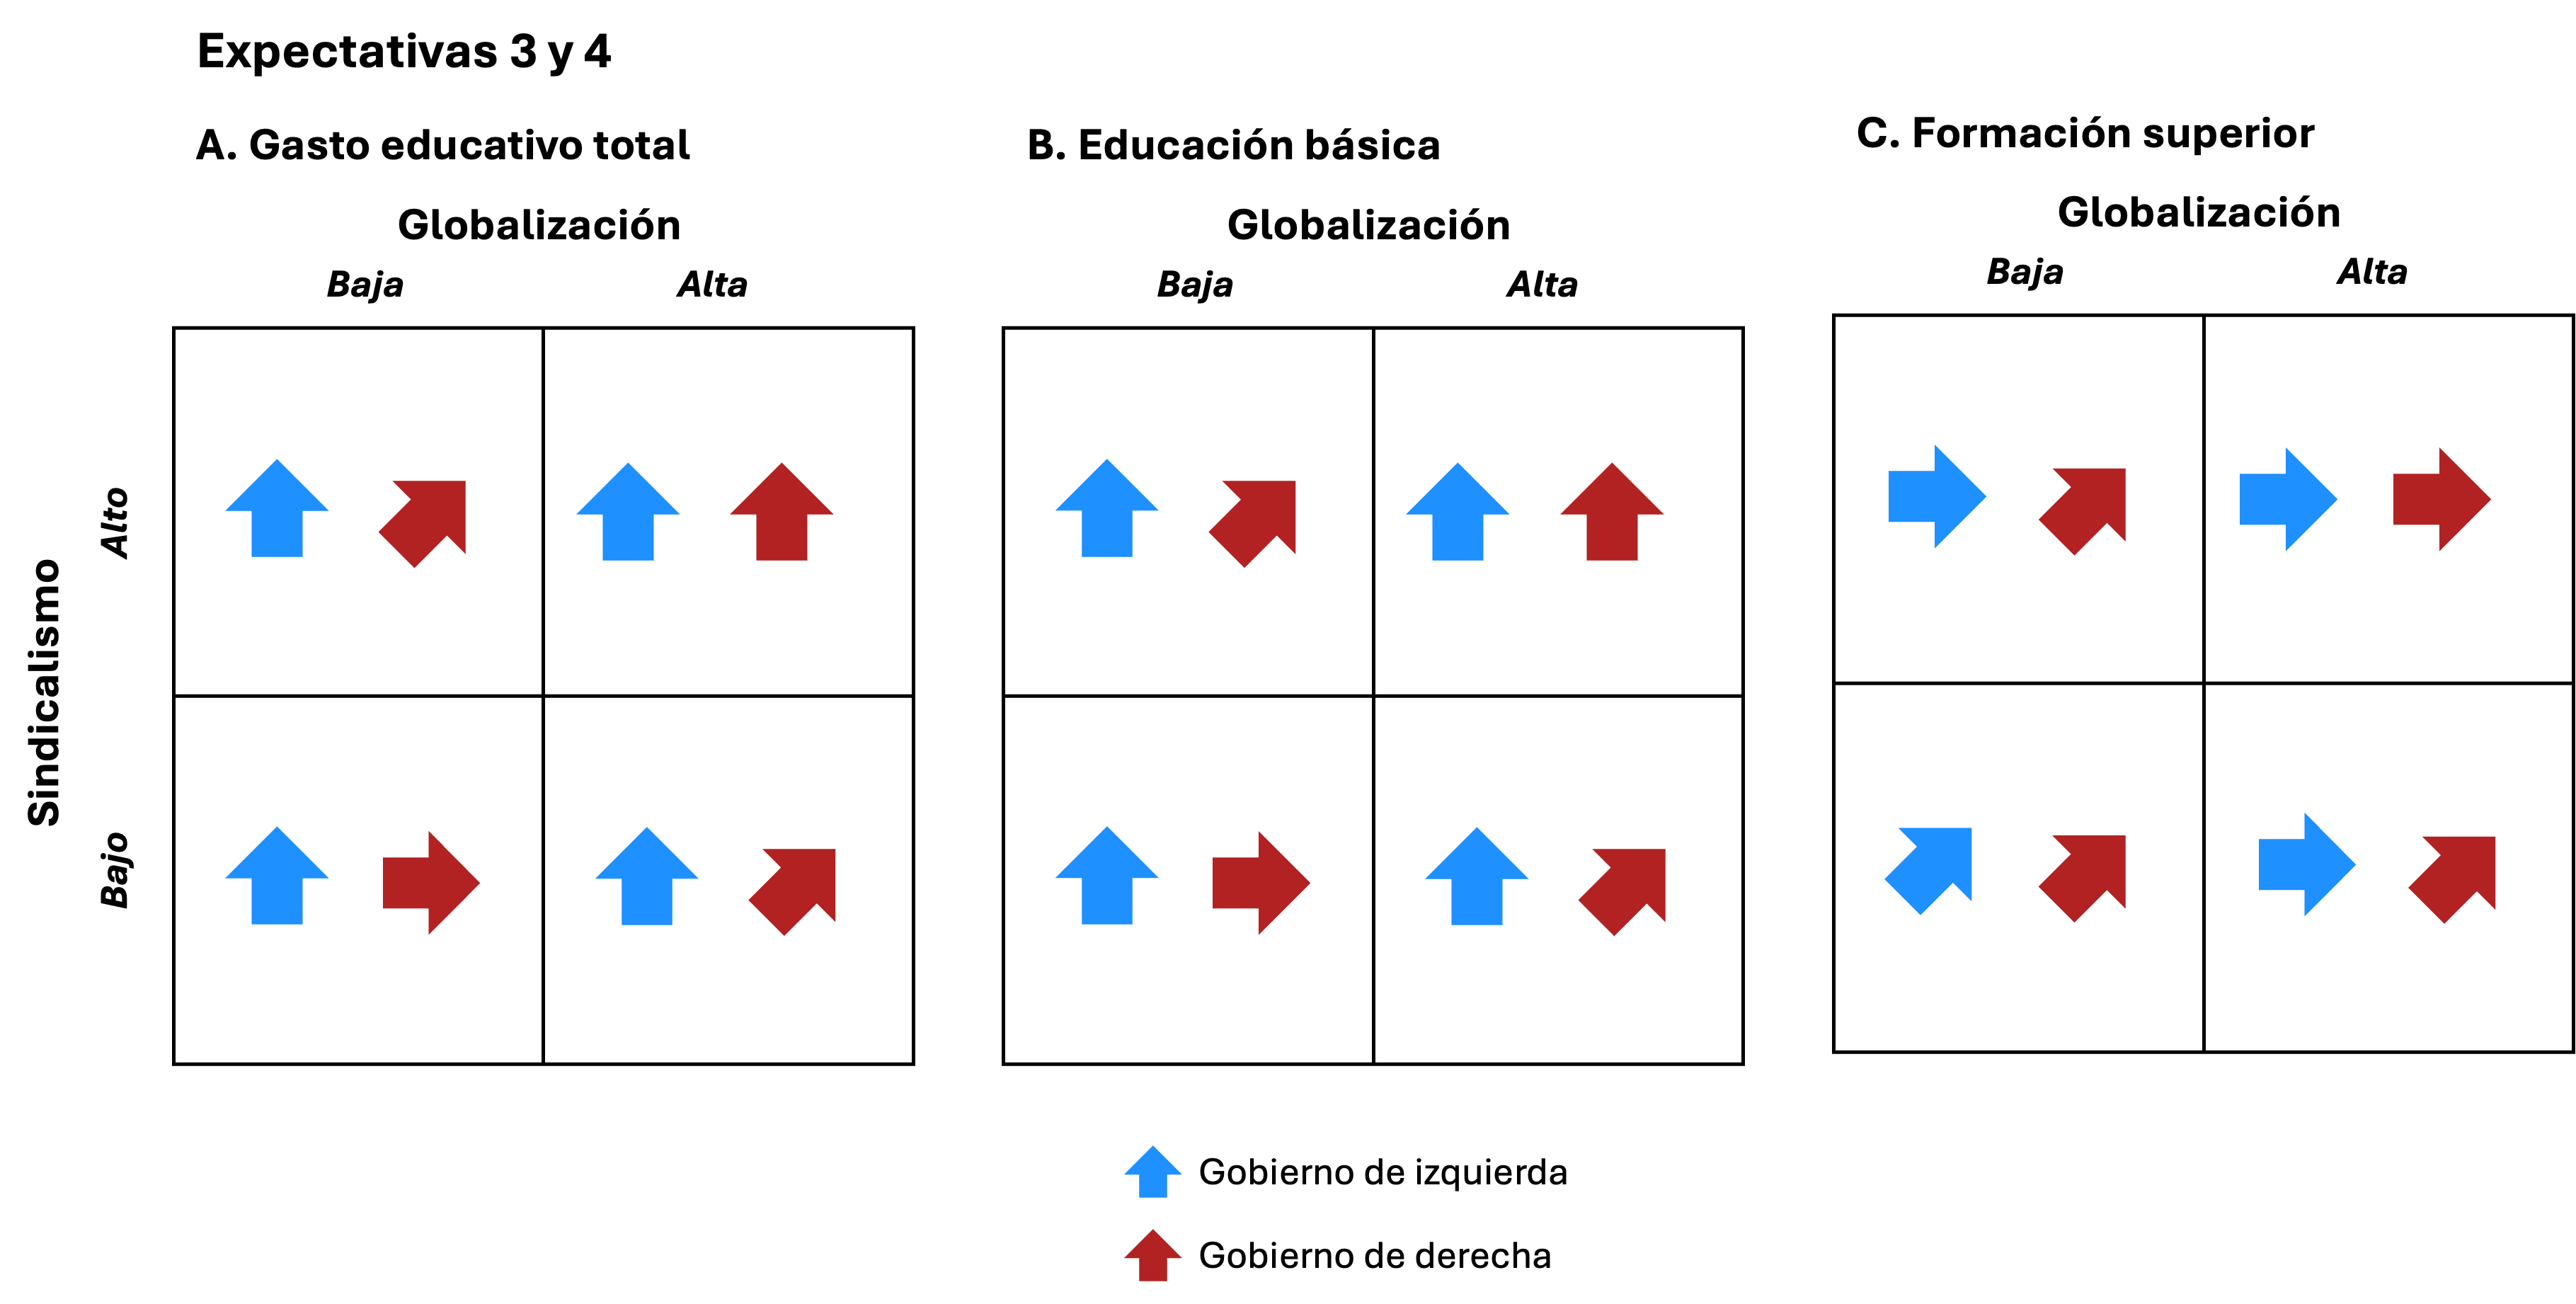 Expectativas 3 y 4
A. Gasto educativo total
Globalización
Baja
Alta
B. Educación básica
Globalización
Baja
Alta
C. Formación superior
Globalización
Baja
Alta
Sindicalismo
Alto
Bajo
Gobierno de izquierda
Gobierno de derecha